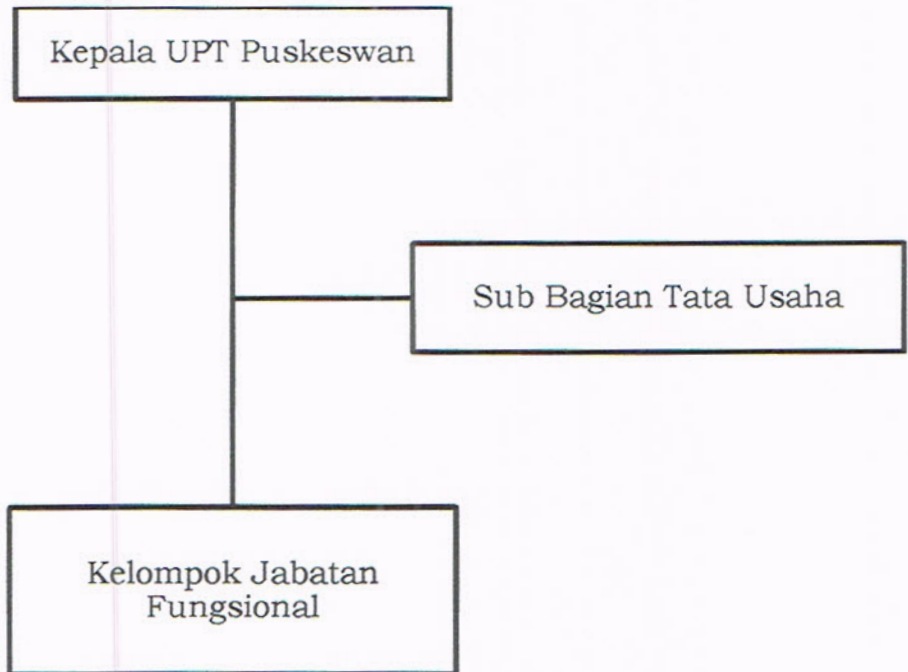 Kepala UPT Puskeswan
Sub Bagian Tata Usaha
Kelompok Jabatan
Fungsional